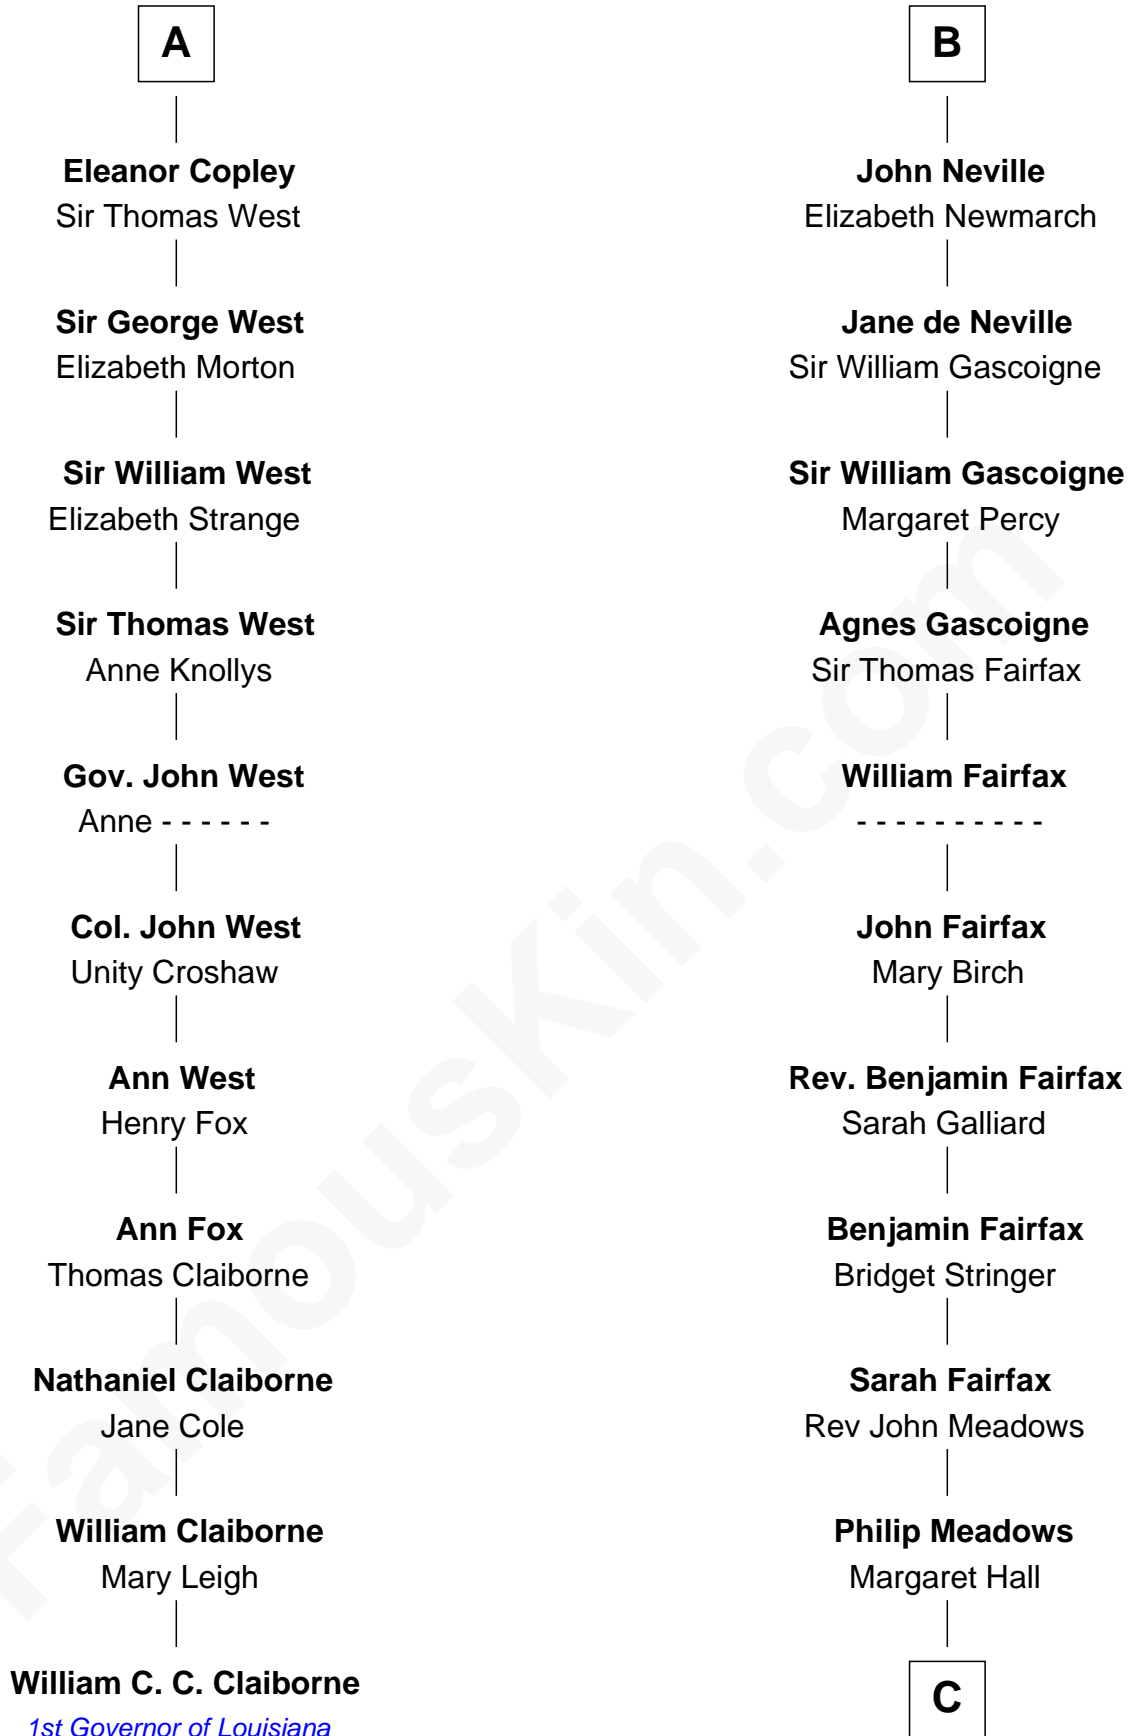 A
Eleanor Copley
Sir Thomas West
Sir George West
Elizabeth Morton
Sir William West
Elizabeth Strange
Sir Thomas West
Anne Knollys
Gov. John West
Anne - - - - - -
Col. John West
Unity Croshaw
Ann West
Henry Fox
Ann Fox
Thomas Claiborne
Nathaniel Claiborne
Jane Cole
William Claiborne
Mary Leigh
William C. C. Claiborne
1st Governor of Louisiana
B
John Neville
Elizabeth Newmarch
Jane de Neville
Sir William Gascoigne
Sir William Gascoigne
Margaret Percy
Agnes Gascoigne
Sir Thomas Fairfax
William Fairfax
- - - - - - - - - -
John Fairfax
Mary Birch
Rev. Benjamin Fairfax
Sarah Galliard
Benjamin Fairfax
Bridget Stringer
Sarah Fairfax
Rev John Meadows
Philip Meadows
Margaret Hall
C
FamousKin.com